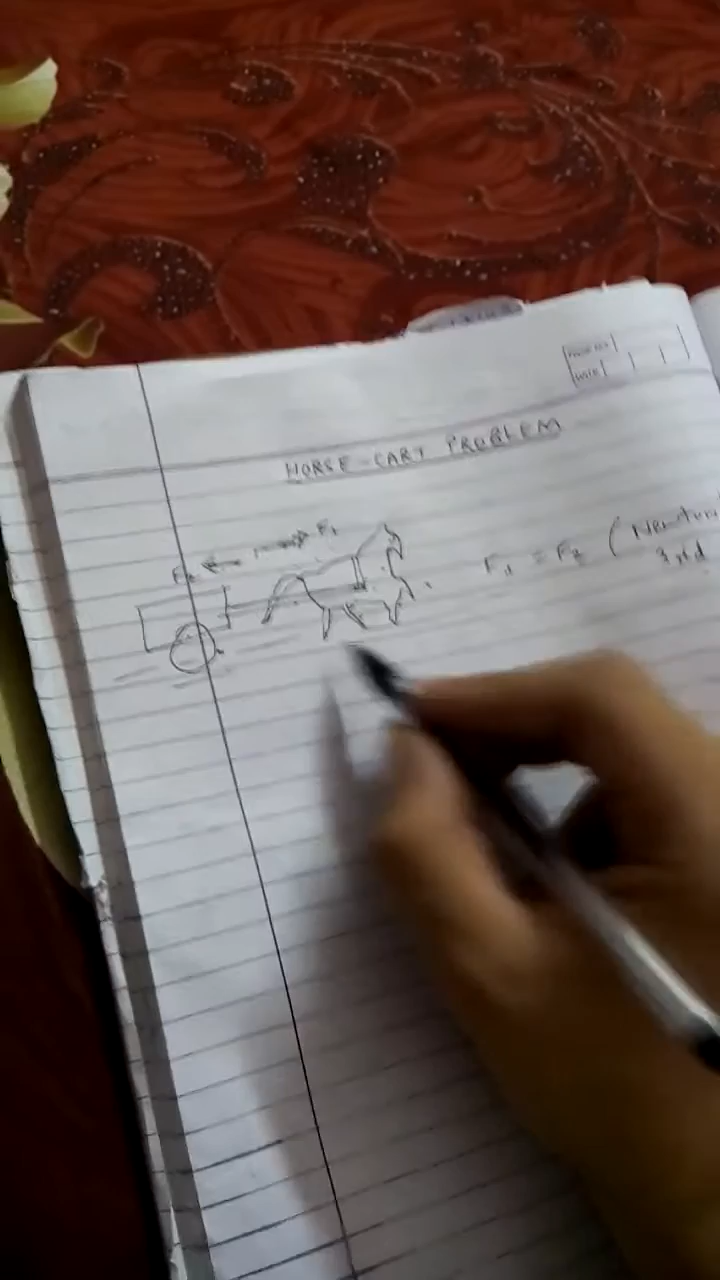 HORSE-CART PROBLEM
F₂ F₁
F₁ = F₂ (Newton
3rd